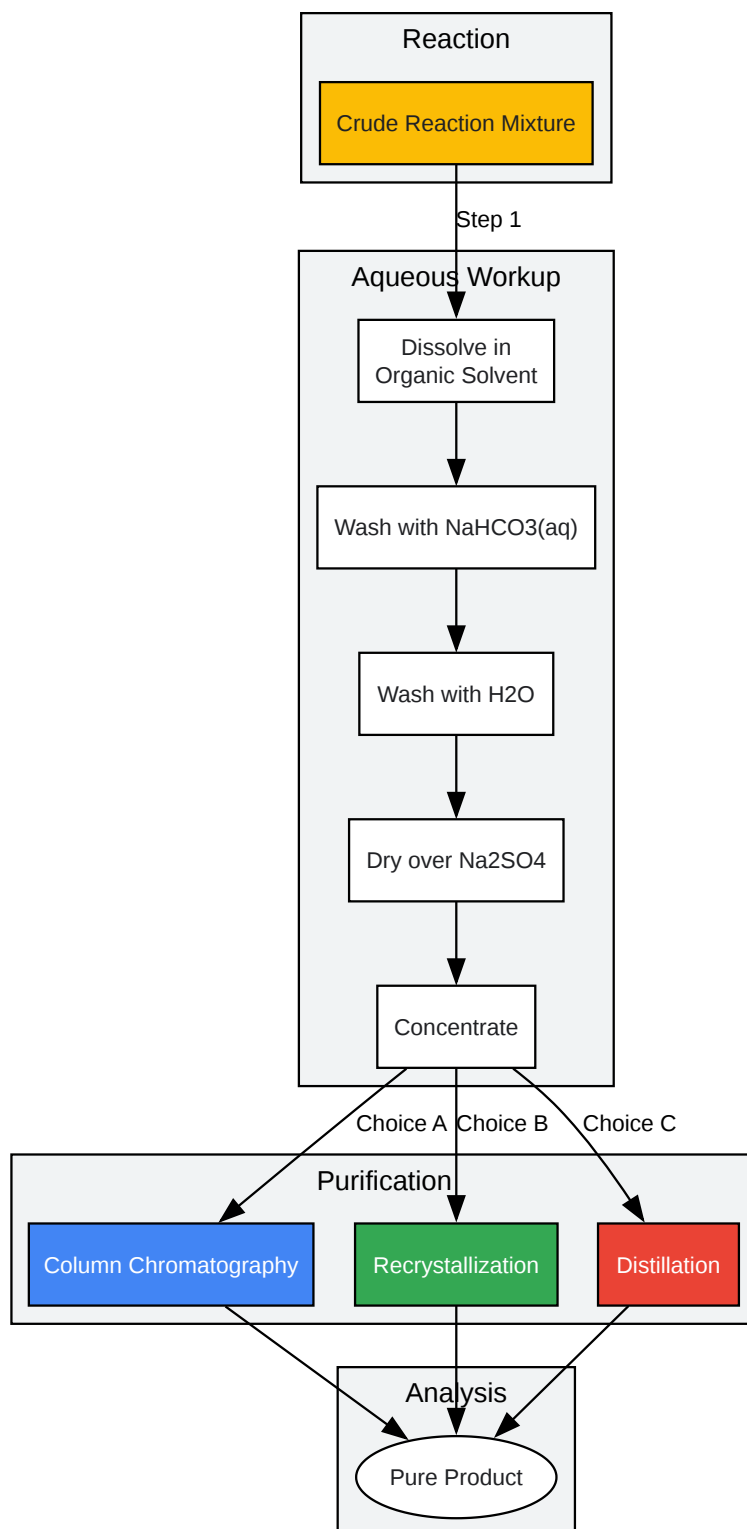 Reaction
Crude Reaction Mixture
Step 1
Aqueous Workup
Dissolve in
Organic Solvent
Wash with NaHCO3(aq)
Wash with H2O
Dry over Na2SO4
Concentrate
Choice A
Choice B
Choice C
Purification
Column Chromatography
Recrystallization
Distillation
Analysis
Pure Product